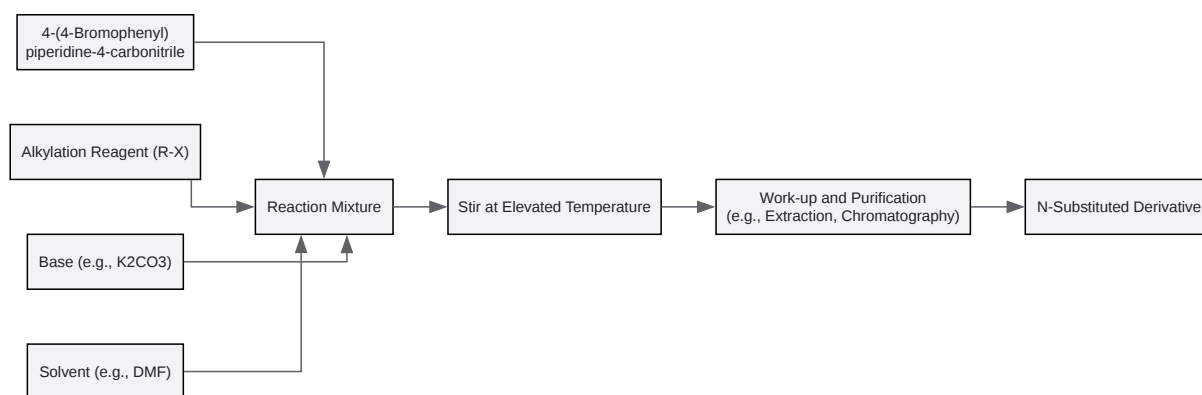 4-(4-Bromophenyl)
piperidine-4-carbonitrile
Alkylation Reagent (R-X)
Base (e.g., K2CO3)
Solvent (e.g., DMF)
Reaction Mixture
Stir at Elevated Temperature
Work-up and Purification
(e.g., Extraction, Chromatography)
N-Substituted Derivative